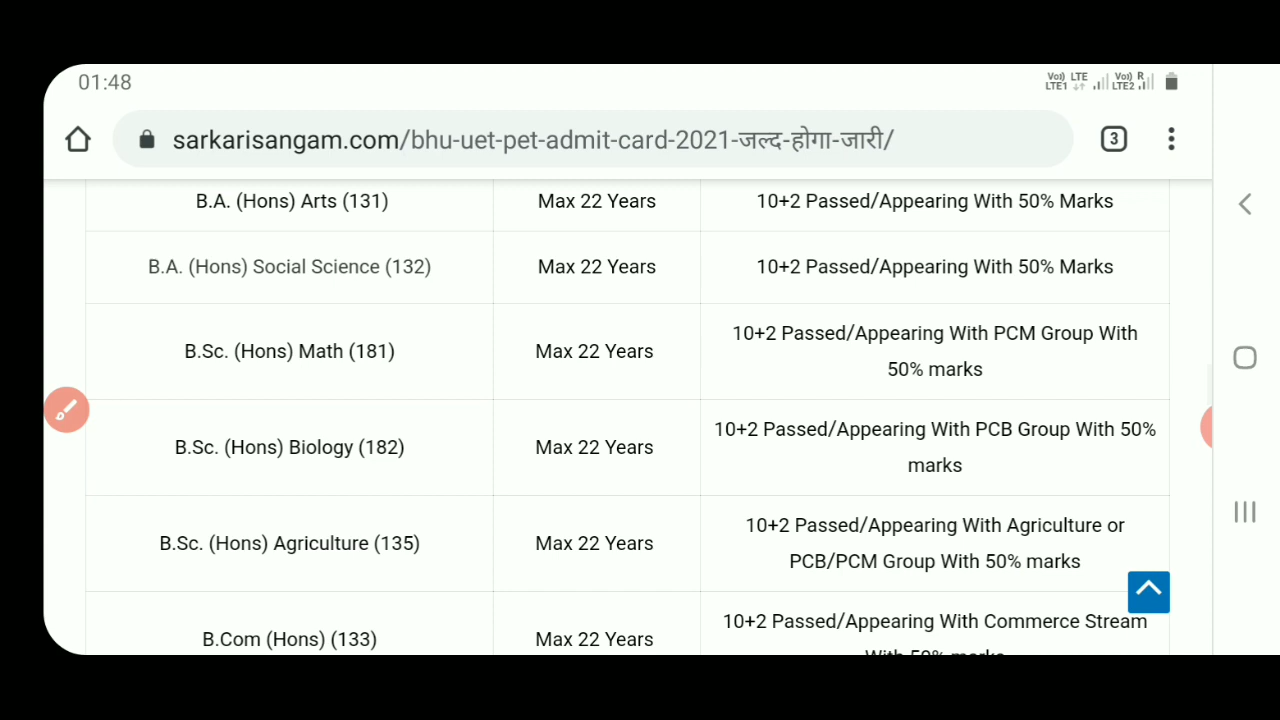 01:48
Vo)) LTE Vo)) R
LTE1 LTE2
sarkarisangam.com/bhu-uet-pet-admit-card-2021-जल्द-होगा-जारी/
3
B.A. (Hons) Arts (131) Max 22 Years 10+2 Passed/Appearing With 50% Marks
B.A. (Hons) Social Science (132) Max 22 Years 10+2 Passed/Appearing With 50% Marks
B.Sc. (Hons) Math (181) Max 22 Years 10+2 Passed/Appearing With PCM Group With
50% marks
B.Sc. (Hons) Biology (182) Max 22 Years 10+2 Passed/Appearing With PCB Group With 50%
marks
B.Sc. (Hons) Agriculture (135) Max 22 Years 10+2 Passed/Appearing With Agriculture or
PCB/PCM Group With 50% marks
B.Com (Hons) (133) Max 22 Years 10+2 Passed/Appearing With Commerce Stream
With 50% marks